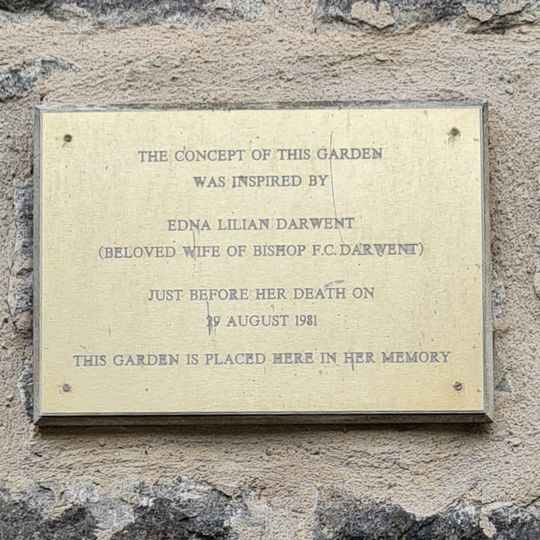 THE CONCEPT OF THIS GARDEN
WAS INSPIRED BY
EDNA LILIAN DARWENT
(BELOVED WIFE OF BISHOP F.C. DARWENT)
JUST BEFORE HER DEATH ON
29 AUGUST 1981
THIS GARDEN IS PLACED HERE IN HER MEMORY